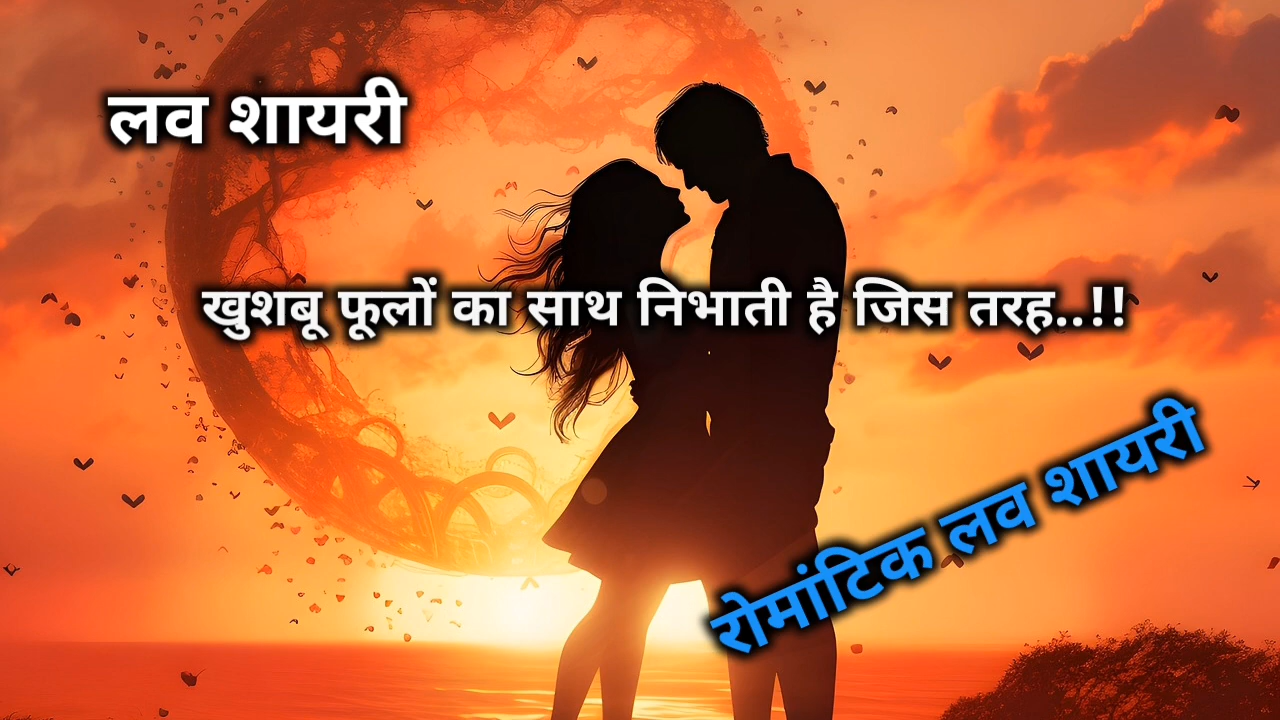 लव शायरी
खुशबू फूलों का साथ निभाती है जिस तरह..!!
रोमांटिक लव शायरी